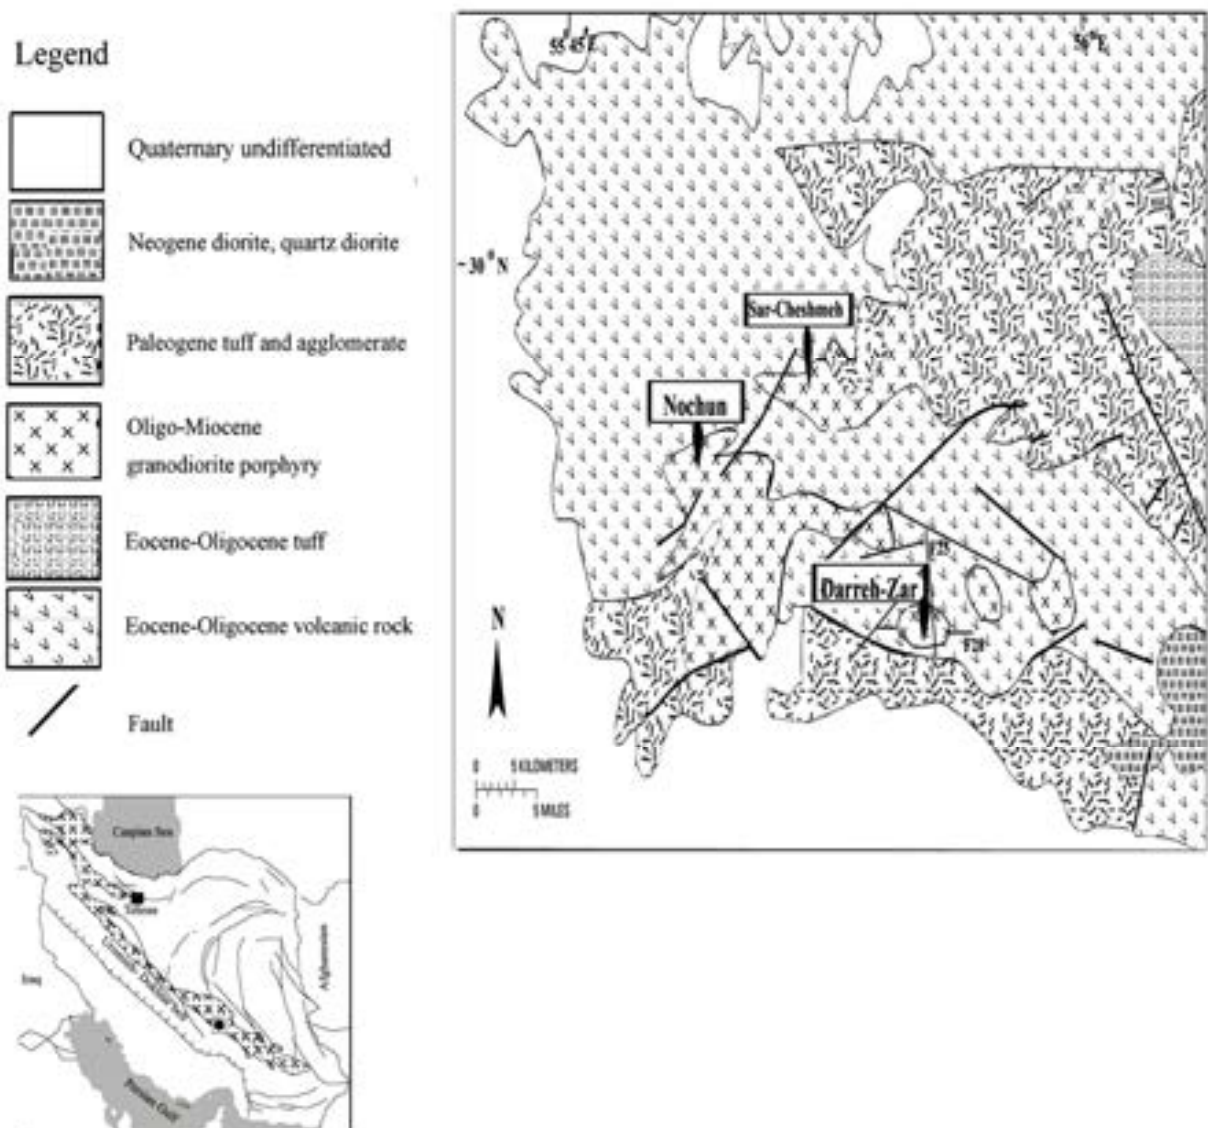 Legend
Quaternary undifferentiated
Neogene diorite, quartz diorite
Paleogene tuff and agglomerate
Oligo-Miocene
granodiorite porphyry
Eocene-Oligocene tuff
Eocene-Oligocene volcanic rock
Fault
55° 45'E
56° E
30° N
Sar-Cheshmeh
Nochun
Darreh-Zar
F25
F20
N
0 5 KILOMETERS
0 5 MILES
Caspian Sea
Iraq
Afghanistan
Persian Gulf